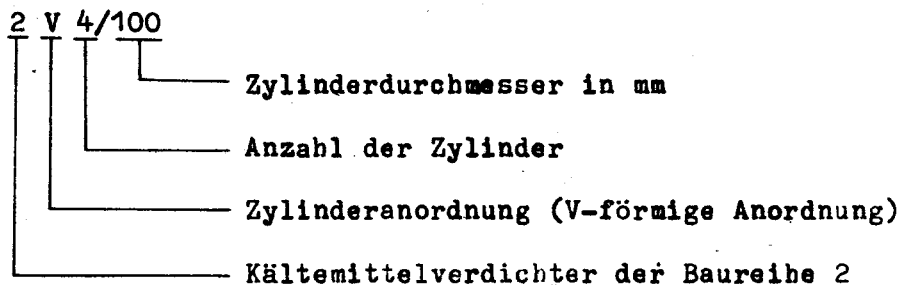 2 V 4/100
Zylinderdurchmesser in mm
Anzahl der Zylinder
Zylinderanordnung (V-förmige Anordnung)
Kältemittelverdichter der Baureihe 2